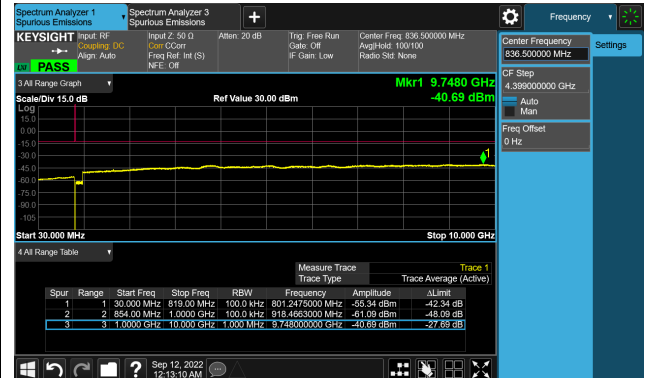 Spectrum Analyzer 1
Spurious Emissions
Spectrum Analyzer 3
Spurious Emissions
Frequency
KEYSIGHT
Input: RF
Coupling: DC
Align: Auto
Input Z: 50 Ω
Corr CCorr
Freq Ref: Int (S)
NFE: Off
Atten: 20 dB
Trig: Free Run
Gate: Off
IF Gain: Low
Center Freq: 836.500000 MHz
Avg|Hold: 100/100
Radio Std: None
PASS
Center Frequency
836.500000 MHz
Settings
CF Step
4.399000000 GHz
Auto
Man
Freq Offset
0 Hz
3 All Range Graph
Mkr1 9.7480 GHz
Scale/Div 15.0 dB
Ref Value 30.00 dBm
-40.69 dBm
Log
15.0
0.00
-15.0
-30.0
-45.0
-60.0
-75.0
-90.0
-105
1
Start 30.000 MHz
Stop 10.000 GHz
4 All Range Table
Measure Trace Trace 1
Trace Type Trace Average (Active)
Spur Range Start Freq Stop Freq RBW Frequency Amplitude ΔLimit
1 1 30.000 MHz 819.00 MHz 100.0 kHz 801.2475000 MHz -55.34 dBm -42.34 dB
2 2 854.00 MHz 1.0000 GHz 100.0 kHz 918.4663000 MHz -61.09 dBm -48.09 dB
3 3 1.0000 GHz 10.000 GHz 1.000 MHz 9.748000000 GHz -40.69 dBm -27.69 dB
Sep 12, 2022
12:13:10 AM